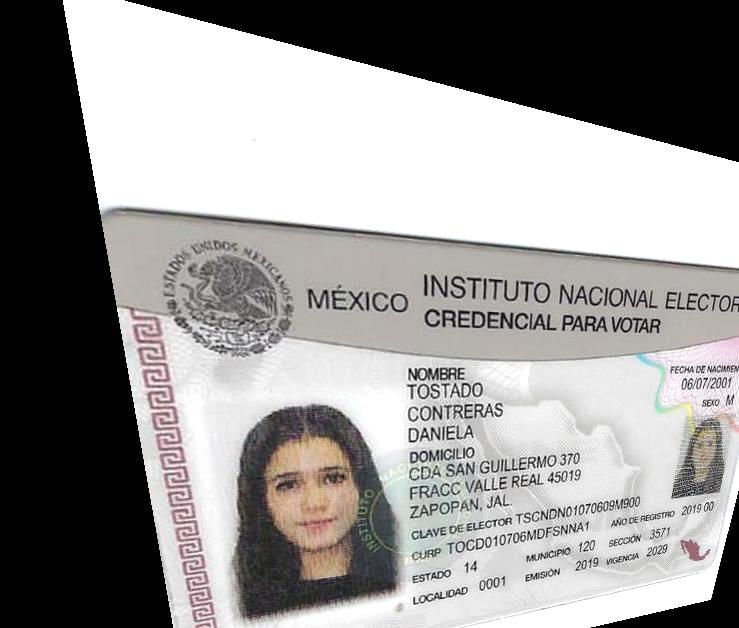 ESTADOS UNIDOS MEXICANOS
MÉXICO INSTITUTO NACIONAL ELECTOR
CREDENCIAL PARA VOTAR
NOMBRE
TOSTADO
CONTRERAS
DANIELA
FECHA DE NACIMIEN
06/07/2001
SEXO M
DOMICILIO
CDA SAN GUILLERMO 370
FRACC VALLE REAL 45019
ZAPOPAN, JAL.
CLAVE DE ELECTOR TSCNDN01070609M900
CURP TOCD010706MDFSNNA1 AÑO DE REGISTRO 2019 00
ESTADO 14 MUNICIPIO 120 SECCIÓN 3571
LOCALIDAD 0001 EMISIÓN 2019 VIGENCIA 2029
INSTITUTO